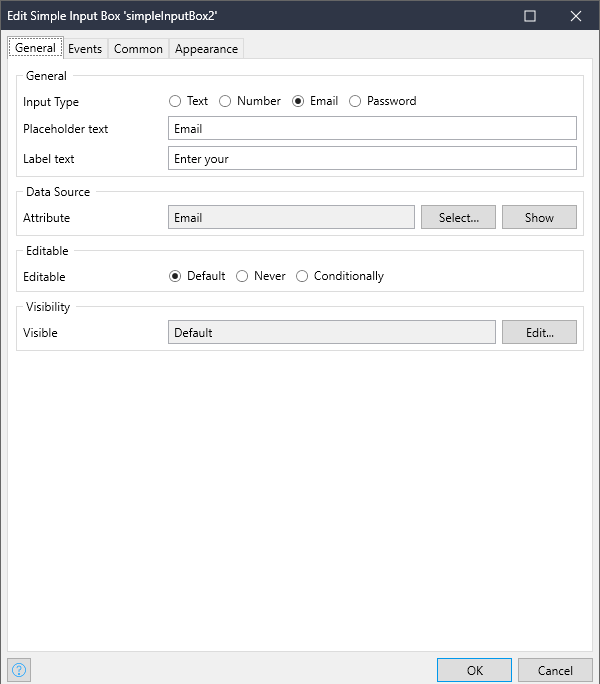 Edit Simple Input Box 'simpleInputBox2'
General Events Common Appearance
General
Input Type Text Number Email Password
Placeholder text Email
Label text Enter your
Data Source
Attribute Email Select... Show
Editable
Editable Default Never Conditionally
Visibility
Visible Default Edit...
? OK Cancel